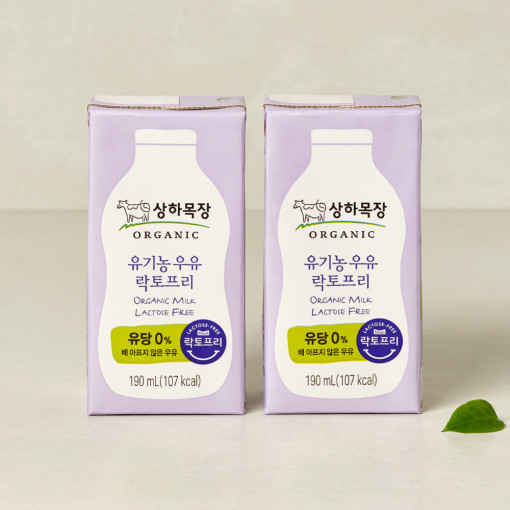 상하목장
ORGANIC
유기농 우유
락토프리
ORGANIC MILK
LACTOSE FREE
유당 0%
배 아프지 않은 우유
LACTOSE-FREE
락토프리
190 mL(107 kcal)
상하목장
ORGANIC
유기농 우유
락토프리
ORGANIC MILK
LACTOSE FREE
유당 0%
배 아프지 않은 우유
LACTOSE-FREE
락토프리
190 mL(107 kcal)